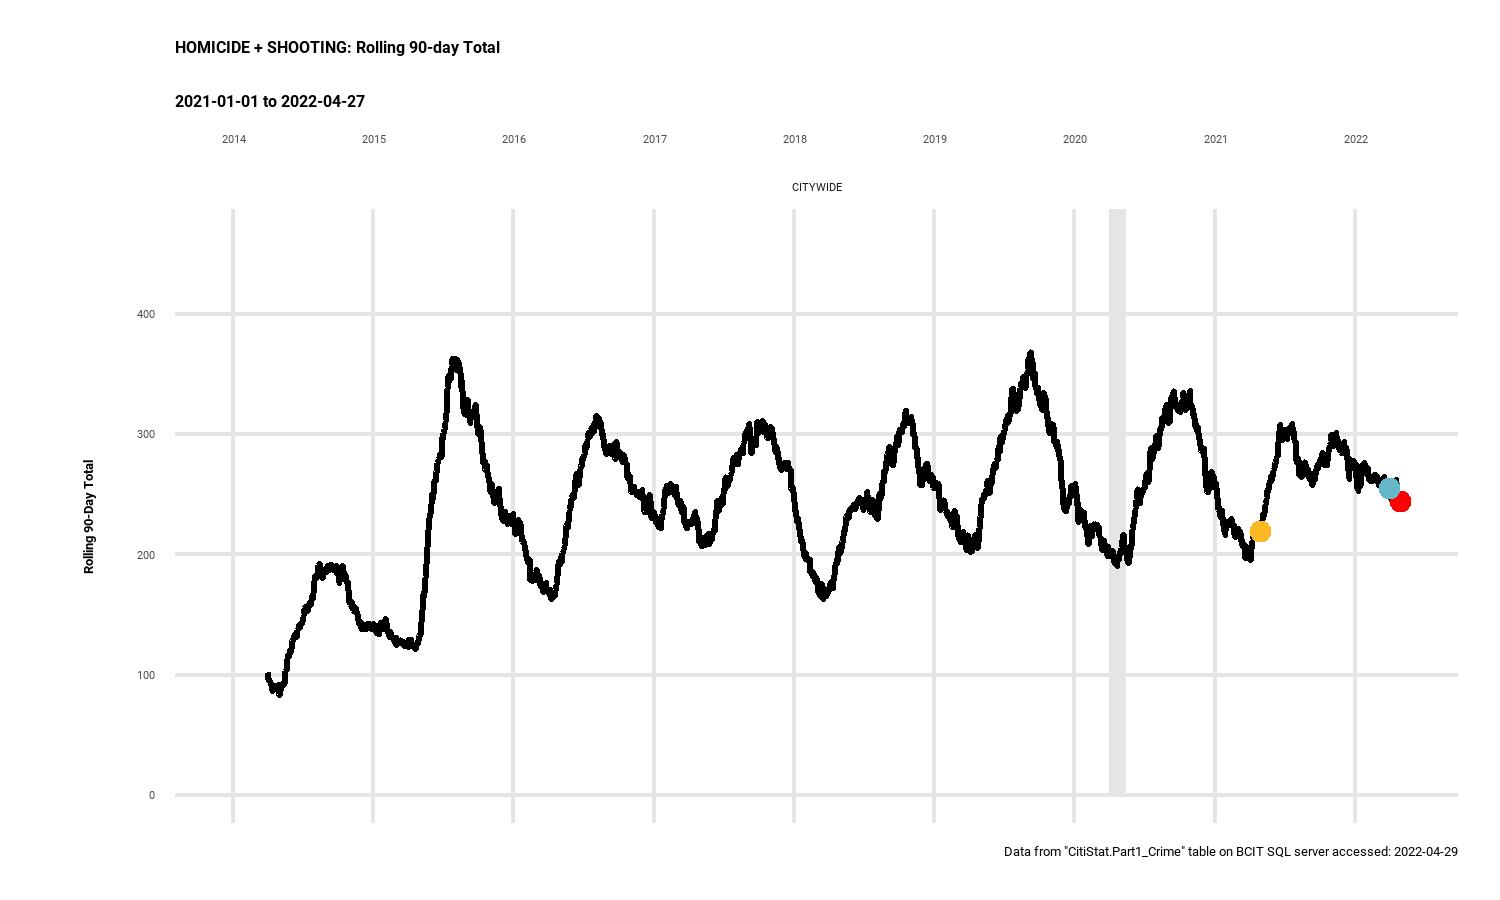 HOMICIDE + SHOOTING: Rolling 90-day Total
2021-01-01 to 2022-04-27
2014 2015 2016 2017 2018 2019 2020 2021 2022
CITYWIDE
400
300
200
100
0
Rolling 90-Day Total
Data from "CitiStat.Part1_Crime" table on BCIT SQL server accessed: 2022-04-29